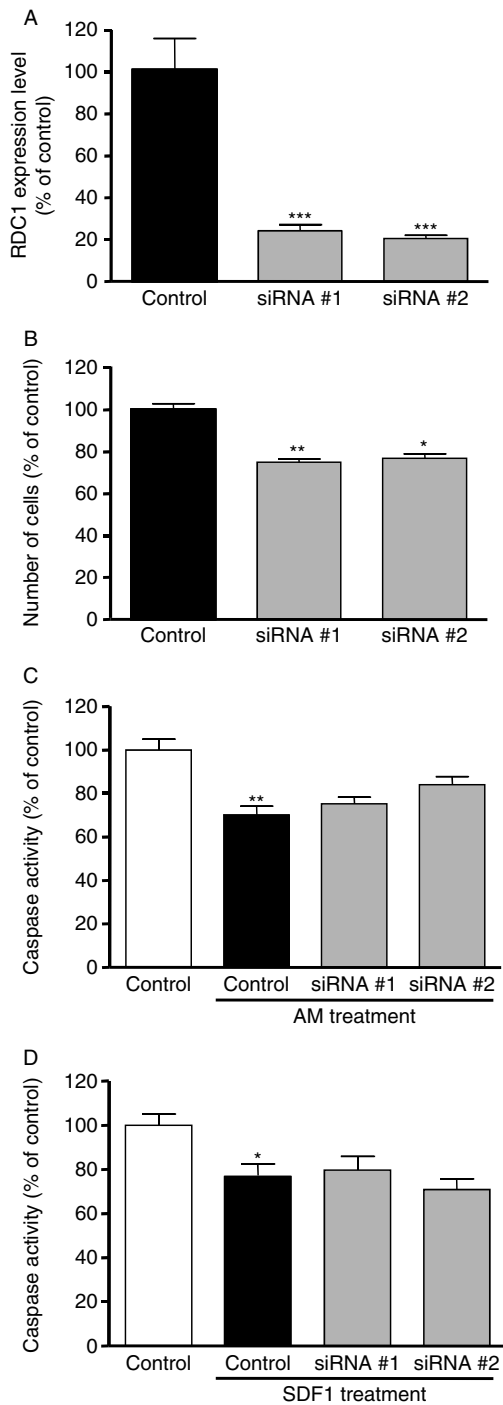 A
RDC1 expression level
(% of control)
120
100
80
60
40
20
0
***
***
Control siRNA #1 siRNA #2
B
Number of cells (% of control)
120
100
80
60
40
20
0
**
*
Control siRNA #1 siRNA #2
C
Caspase activity (% of control)
120
100
80
60
40
20
0
**
Control Control siRNA #1 siRNA #2
AM treatment
D
Caspase activity (% of control)
120
100
80
60
40
20
0
*
Control Control siRNA #1 siRNA #2
SDF1 treatment